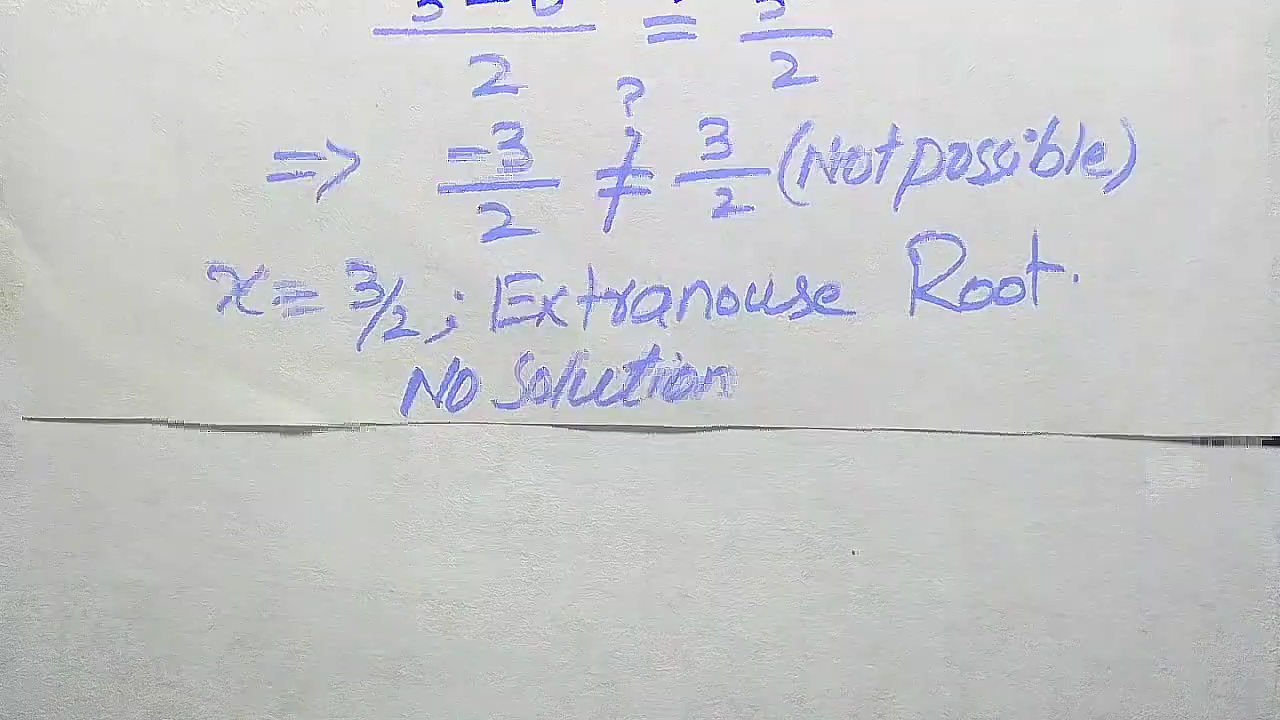 2 = 2
=> -3/2 ≠ 3/2 (Not possible)
x = 3/2 ; Extranouse Root.
No Solution